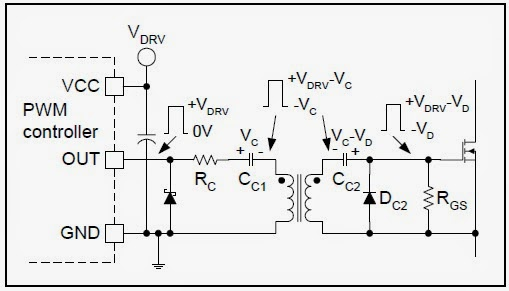 VDRV
VCC
PWM
controller
OUT
GND
+VDRV
0V
VC
+ -
RC
CC1
+VDRV-VC
-VC
VC-VD
- +
CC2
+VDRV-VD
-VD
DC2
RGS